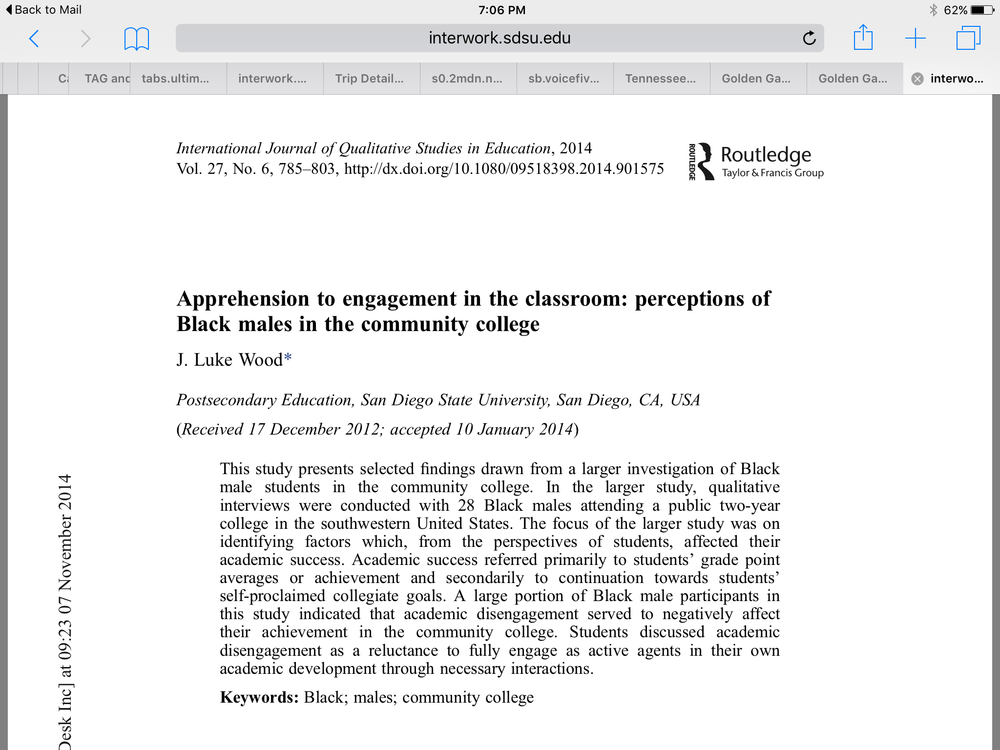 Back to Mail
7:06 PM
62%
interwork.sdsu.edu
TAG and
tabs.ultim...
interwork....
Trip Detail...
s0.2mdn.n...
sb.voicefiv...
Tennessee...
Golden Ga...
Golden Ga...
interwo...
International Journal of Qualitative Studies in Education, 2014
Vol. 27, No. 6, 785–803, http://dx.doi.org/10.1080/09518398.2014.901575
ROUTLEDGE
Routledge
Taylor & Francis Group
Apprehension to engagement in the classroom: perceptions of
Black males in the community college
J. Luke Wood*
Postsecondary Education, San Diego State University, San Diego, CA, USA
(Received 17 December 2012; accepted 10 January 2014)
This study presents selected findings drawn from a larger investigation of Black
male students in the community college. In the larger study, qualitative
interviews were conducted with 28 Black males attending a public two-year
college in the southwestern United States. The focus of the larger study was on
identifying factors which, from the perspectives of students, affected their
academic success. Academic success referred primarily to students’ grade point
averages or achievement and secondarily to continuation towards students’
self-proclaimed collegiate goals. A large portion of Black male participants in
this study indicated that academic disengagement served to negatively affect
their achievement in the community college. Students discussed academic
disengagement as a reluctance to fully engage as active agents in their own
academic development through necessary interactions.
Keywords: Black; males; community college
Desk Inc] at 09:23 07 November 2014